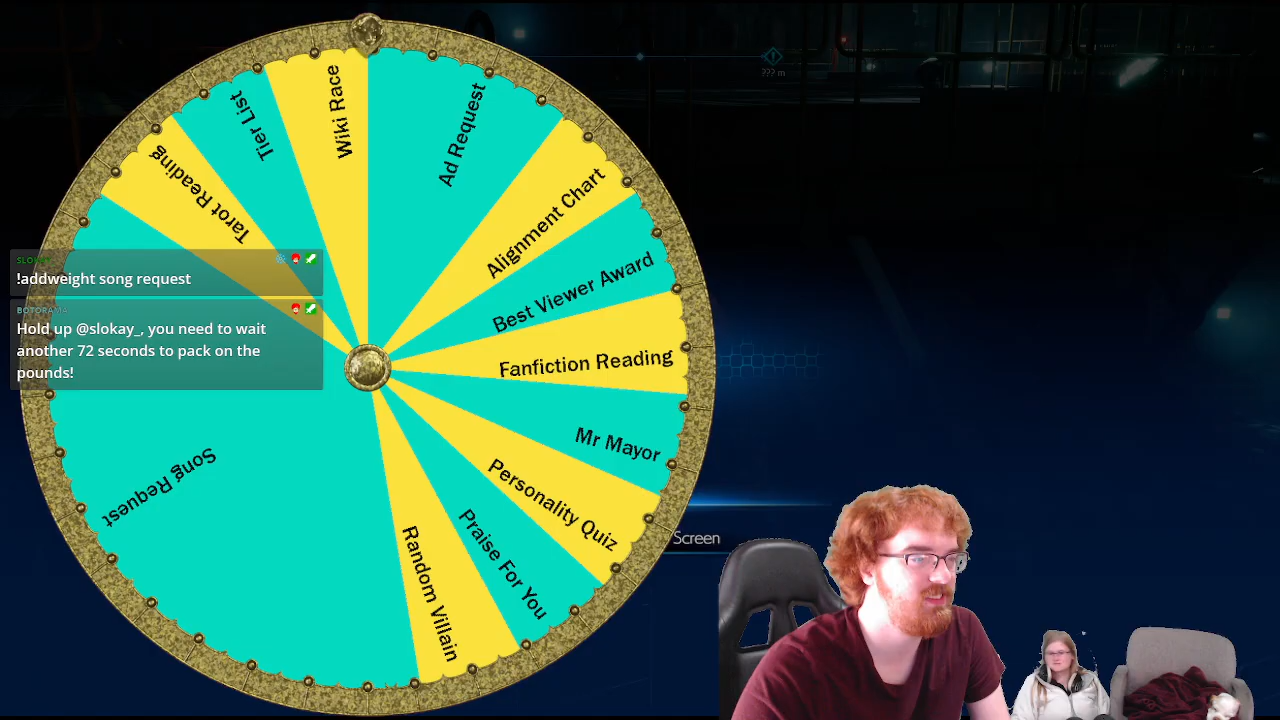 ??? m
Wiki Race
Ad Request
Tier List
Tarot Reading
Alignment Chart
Best Viewer Award
Fanfiction Reading
Mr Mayor
Personality Quiz
Praise For You
Random Villain
Song Request
!addweight song request
BOTORAMA
Hold up @slokay_, you need to wait
another 72 seconds to pack on the
pounds!
Screen